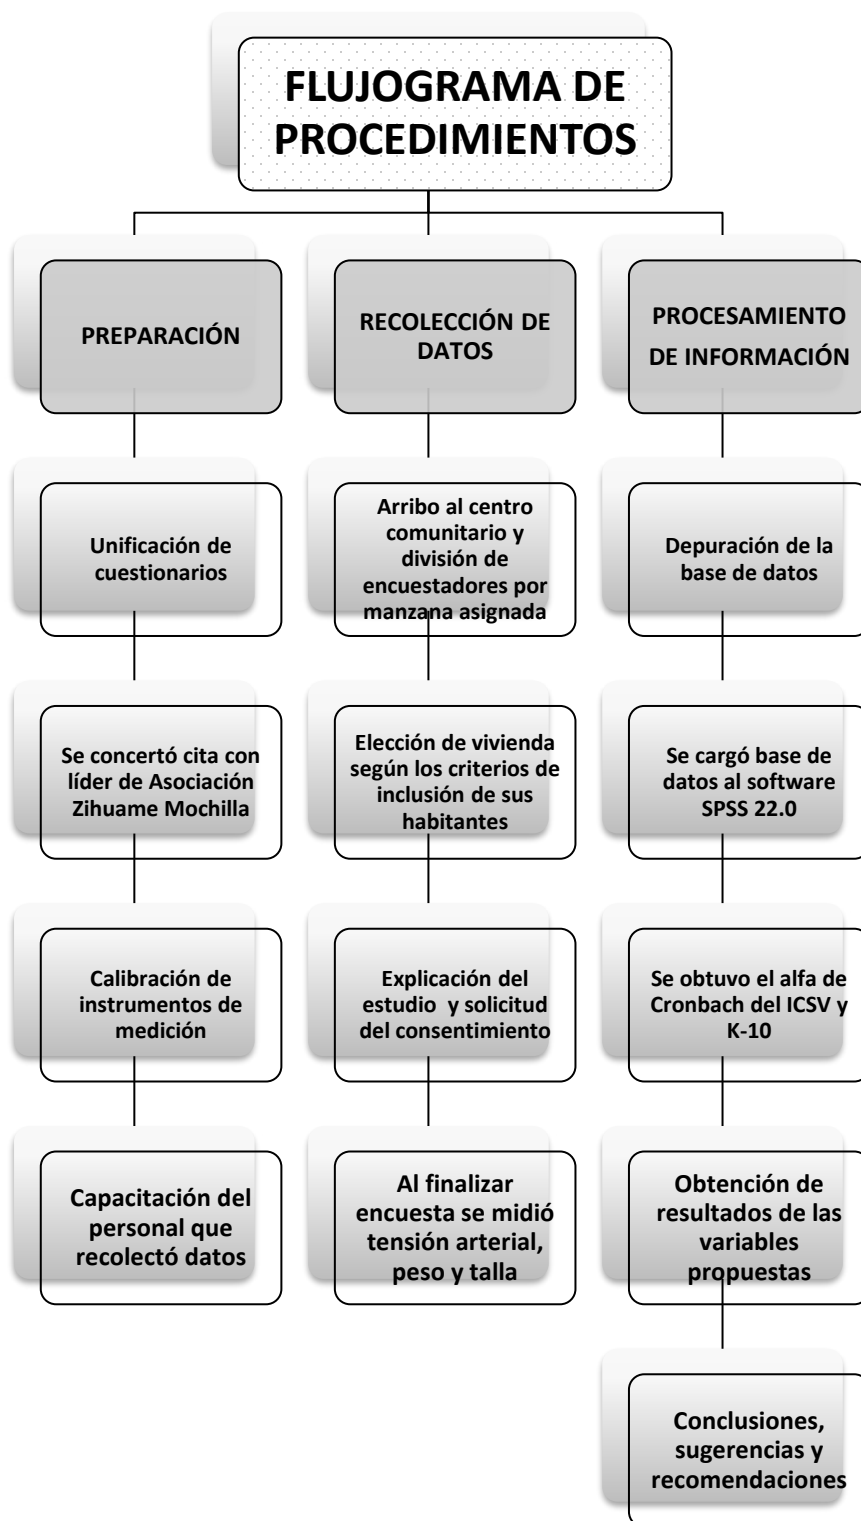 FLUJOGRAMA DE
PROCEDIMIENTOS
PREPARACIÓN
Unificación de
cuestionarios
Se concertó cita con
líder de Asociación
Zihuame Mochilla
Calibración de
instrumentos de
medición
Capacitación del
personal que
recolectó datos
RECOLECCIÓN DE
DATOS
Arribo al centro
comunitario y
división de
encuestadores por
manzana asignada
Elección de vivienda
según los criterios de
inclusión de sus
habitantes
Explicación del
estudio y solicitud
del consentimiento
Al finalizar
encuesta se midió
tensión arterial,
peso y talla
PROCESAMIENTO
DE INFORMACIÓN
Depuración de la
base de datos
Se cargó base de
datos al software
SPSS 22.0
Se obtuvo el alfa de
Cronbach del ICSV y
K-10
Obtención de
resultados de las
variables
propuestas
Conclusiones,
sugerencias y
recomendaciones